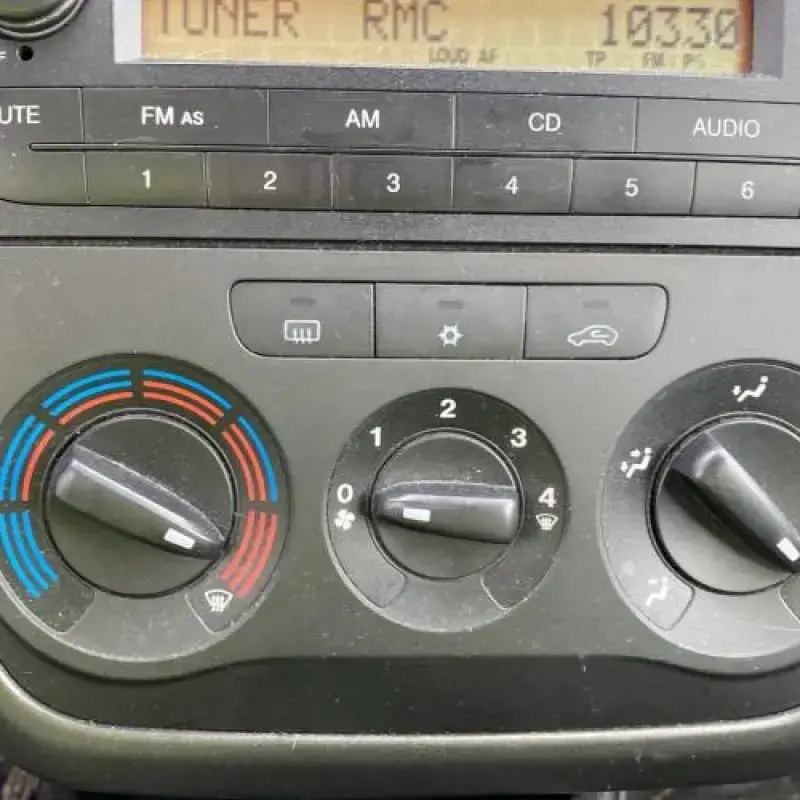 TUNER RMC 10330
LOUD AF TP FM PS
UTE FM AS AM CD AUDIO
1 2 3 4 5 6
0 1 2 3 4